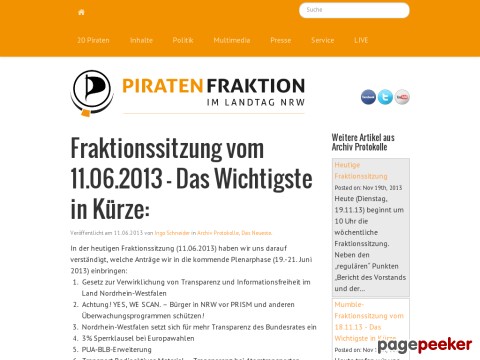 Suche
20 Piraten Inhalte Politik Multimedia Presse Service LIVE
PIRATENFRAKTION
IM LANDTAG NRW
Fraktionssitzung vom
11.06.2013 - Das Wichtigste
in Kürze:
Veröffentlicht am 11.06.2013 von Ingo Schneider in Archiv Protokolle, Das Neueste
In der heutigen Fraktionssitzung (11.06.2013) haben wir uns darauf
verständigt, welche Anträge wir in die kommende Plenarphase (19.-21. Juni
2013) einbringen:
1. Gesetz zur Verwirklichung von Transparenz und Informationsfreiheit im
Land Nordrhein-Westfalen
2. Achtung! YES, WE SCAN. – Bürger in NRW vor PRISM und anderen
Überwachungsprogrammen schützen!
3. Nordrhein-Westfalen setzt sich für mehr Transparenz des Bundesrates ein
4. 3% Sperrklausel bei Europawahlen
5. PUA-BLB-Erweiterung
Weitere Artikel aus
Archiv Protokolle
Heutige
Fraktionssitzung
Posted on: Nov 19th, 2013
Heute (Dienstag,
19.11.13) beginnt um
10 Uhr die
wöchentliche
Fraktionssitzung.
Neben den
„regulären“ Punkten
„Bericht des Vorstands
und der...
Mumble-
Fraktionssitzung vom
18.11.13 - Das
Wichtigste in Kürze
Posted on: Nov
pagepeeker